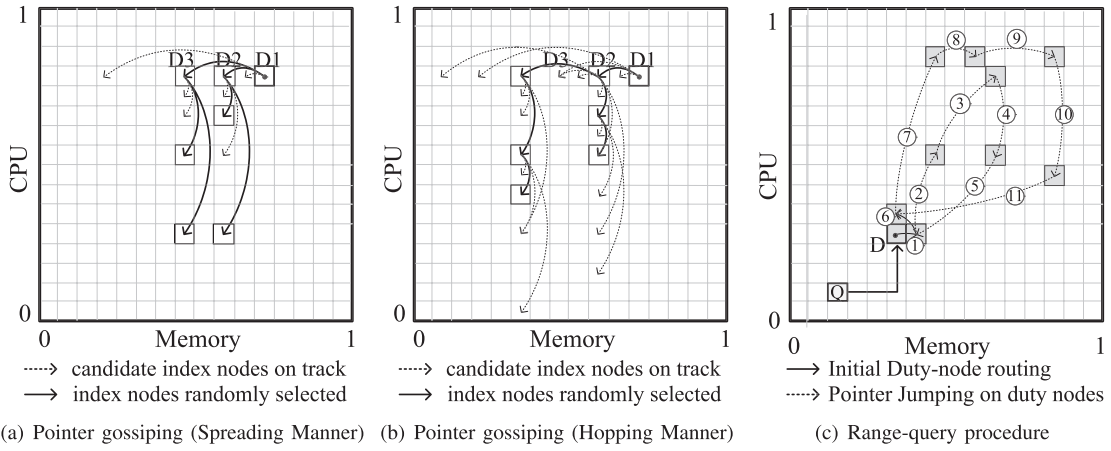 1
D3 D2 D1
CPU
0
0 Memory 1
candidate index nodes on track
index nodes randomly selected
(a) Pointer gossiping (Spreading Manner)
1
D3 D2 D1
CPU
0
0 Memory 1
candidate index nodes on track
index nodes randomly selected
(b) Pointer gossiping (Hopping Manner)
1
8 9
3 4 10
7
2 5 11
6
D 1
Q
CPU
0
0 Memory 1
Initial Duty-node routing
Pointer Jumping on duty nodes
(c) Range-query procedure